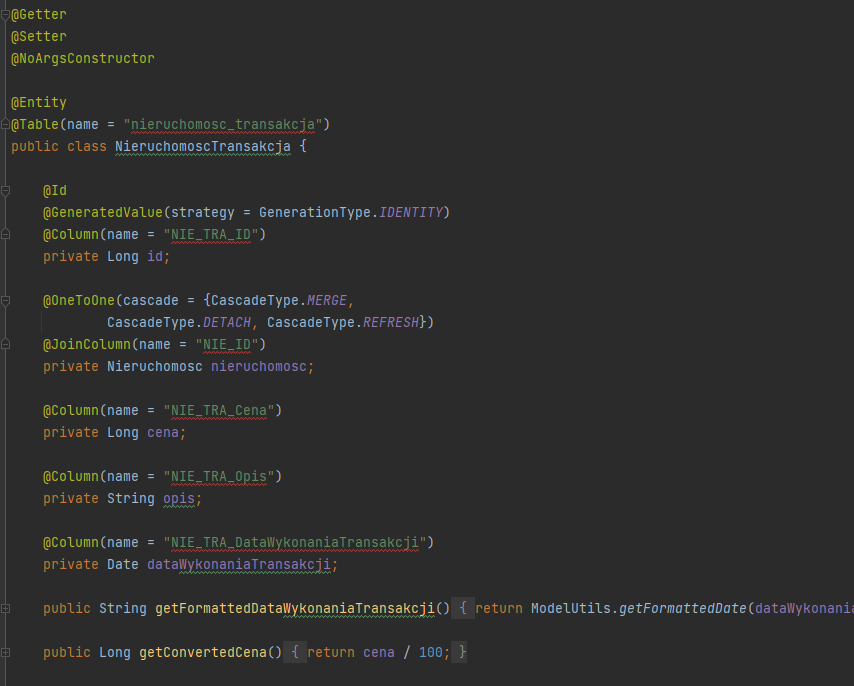 @Getter
@Setter
@NoArgsConstructor
@Entity
@Table(name = "nieruchomosc_transakcja")
public class NieruchomoscTransakcja {
@Id
@GeneratedValue(strategy = GenerationType.IDENTITY)
@Column(name = "NIE_TRA_ID")
private Long id;
@OneToOne(cascade = {CascadeType.MERGE,
CascadeType.DETACH, CascadeType.REFRESH})
@JoinColumn(name = "NIE_ID")
private Nieruchomosc nieruchomosc;
@Column(name = "NIE_TRA_Cena")
private Long cena;
@Column(name = "NIE_TRA_Opis")
private String opis;
@Column(name = "NIE_TRA_DataWykonaniaTransakcji")
private Date dataWykonaniaTransakcji;
public String getFormattedDataWykonaniaTransakcji() { return ModelUtils.getFormattedDate(dataWykonania
public Long getConvertedCena() { return cena / 100; }